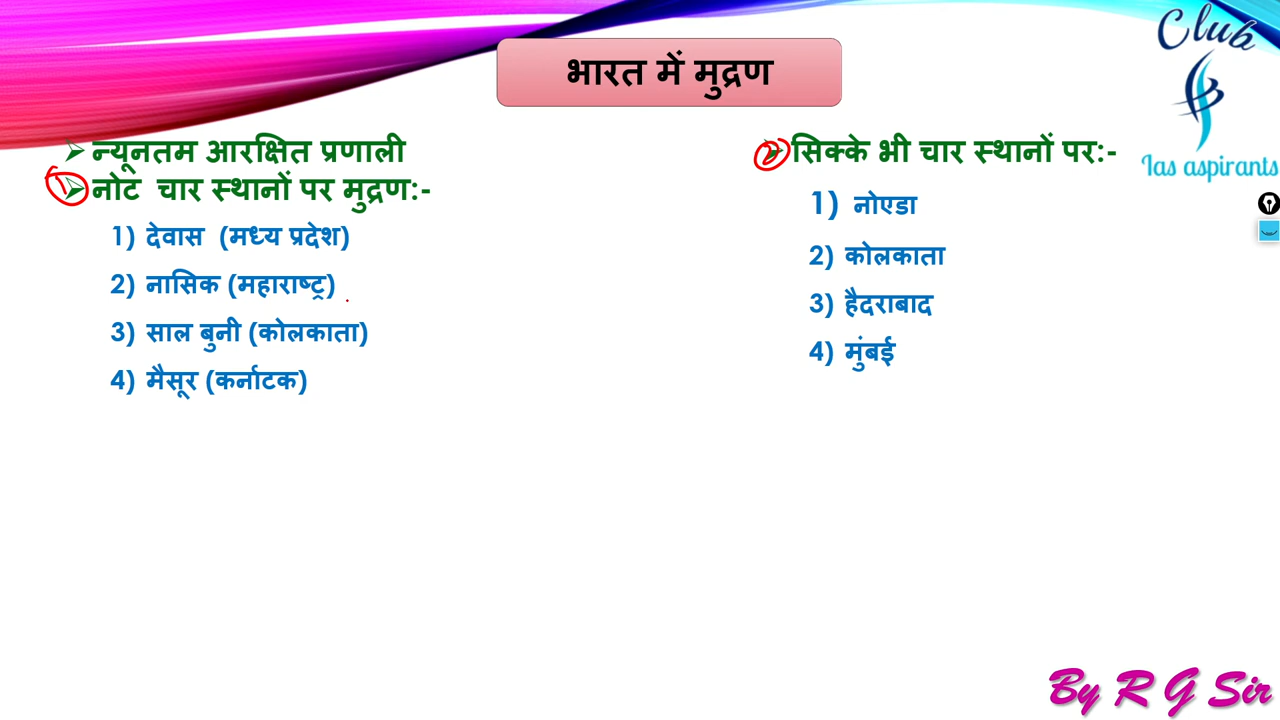 भारत में मुद्रण
Club
Ias aspirants
➢ न्यूनतम आरक्षित प्रणाली
➢ नोट चार स्थानों पर मुद्रण:-
1) देवास (मध्य प्रदेश)
2) नासिक (महाराष्ट्र)
3) साल बुनी (कोलकाता)
4) मैसूर (कर्नाटक)
➢ सिक्के भी चार स्थानों पर:-
1) नोएडा
2) कोलकाता
3) हैदराबाद
4) मुंबई
By R G Sir